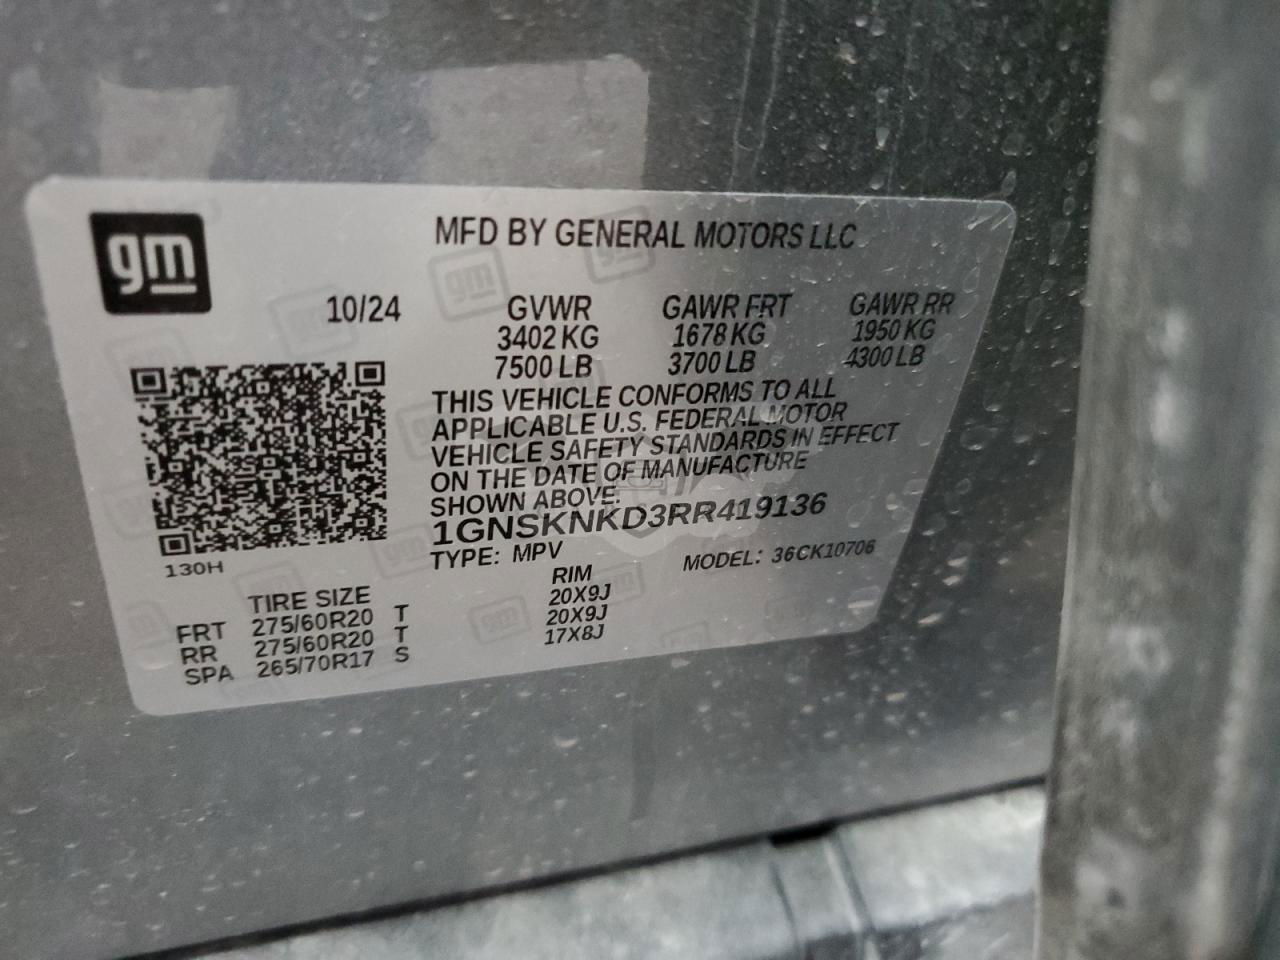 gm
MFD BY GENERAL MOTORS LLC
10/24 GVWR GAWR FRT GAWR RR
3402 KG 1678 KG 1950 KG
7500 LB 3700 LB 4300 LB
THIS VEHICLE CONFORMS TO ALL
APPLICABLE U.S. FEDERAL MOTOR
VEHICLE SAFETY STANDARDS IN EFFECT
ON THE DATE OF MANUFACTURE
SHOWN ABOVE.
1GNSKNKD3RR419136
130H TYPE: MPV MODEL: 36CK10706
TIRE SIZE RIM
FRT 275/60R20 T 20X9J
RR 275/60R20 T 20X9J
SPA 265/70R17 S 17X8J